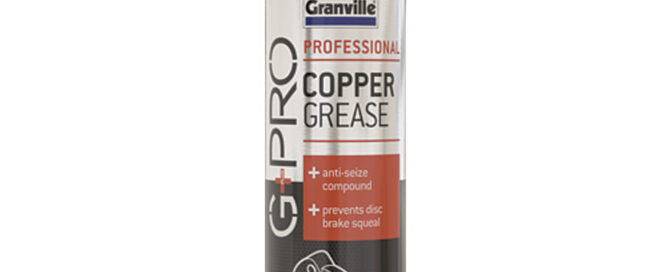 Granville
PROFESSIONAL
COPPER
GREASE
+ anti-seize
compound
+ prevents disc
brake squeal
G+PRO